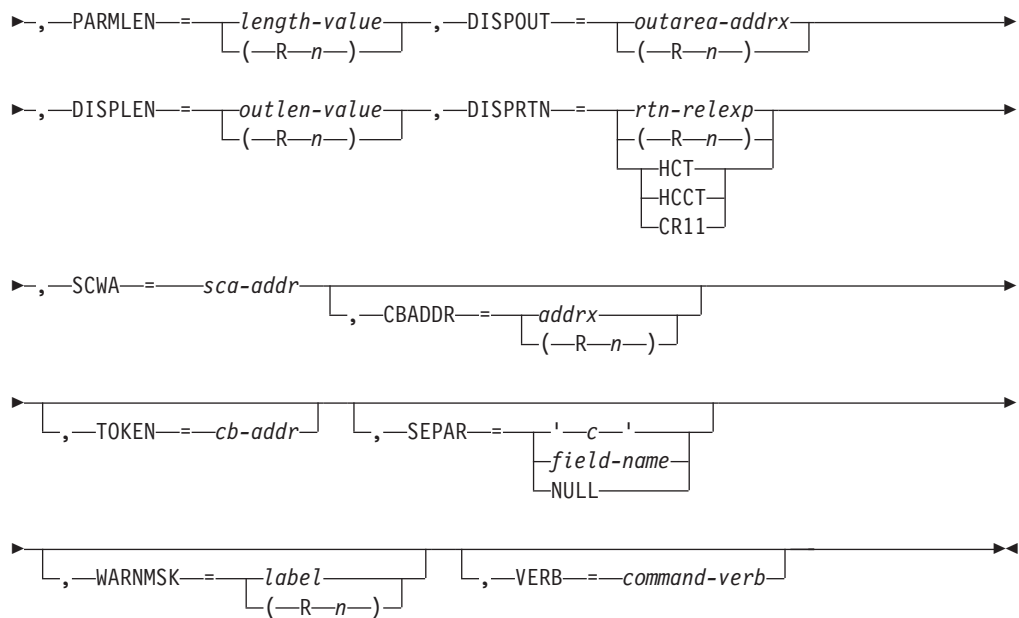 , PARMLEN = length-value , DISPOUT = outarea-addrx
( R n ) ( R n )
, DISPLEN = outlen-value , DISPRTN = rtn-relexp
( R n ) ( R n )
HCT
HCCT
CR11
, SCWA = sca-addr
, CBADDR = addrx
( R n )
, TOKEN = cb-addr , SEPAR = ' c '
field-name
NULL
, WARNMSK = label , VERB = command-verb
( R n )